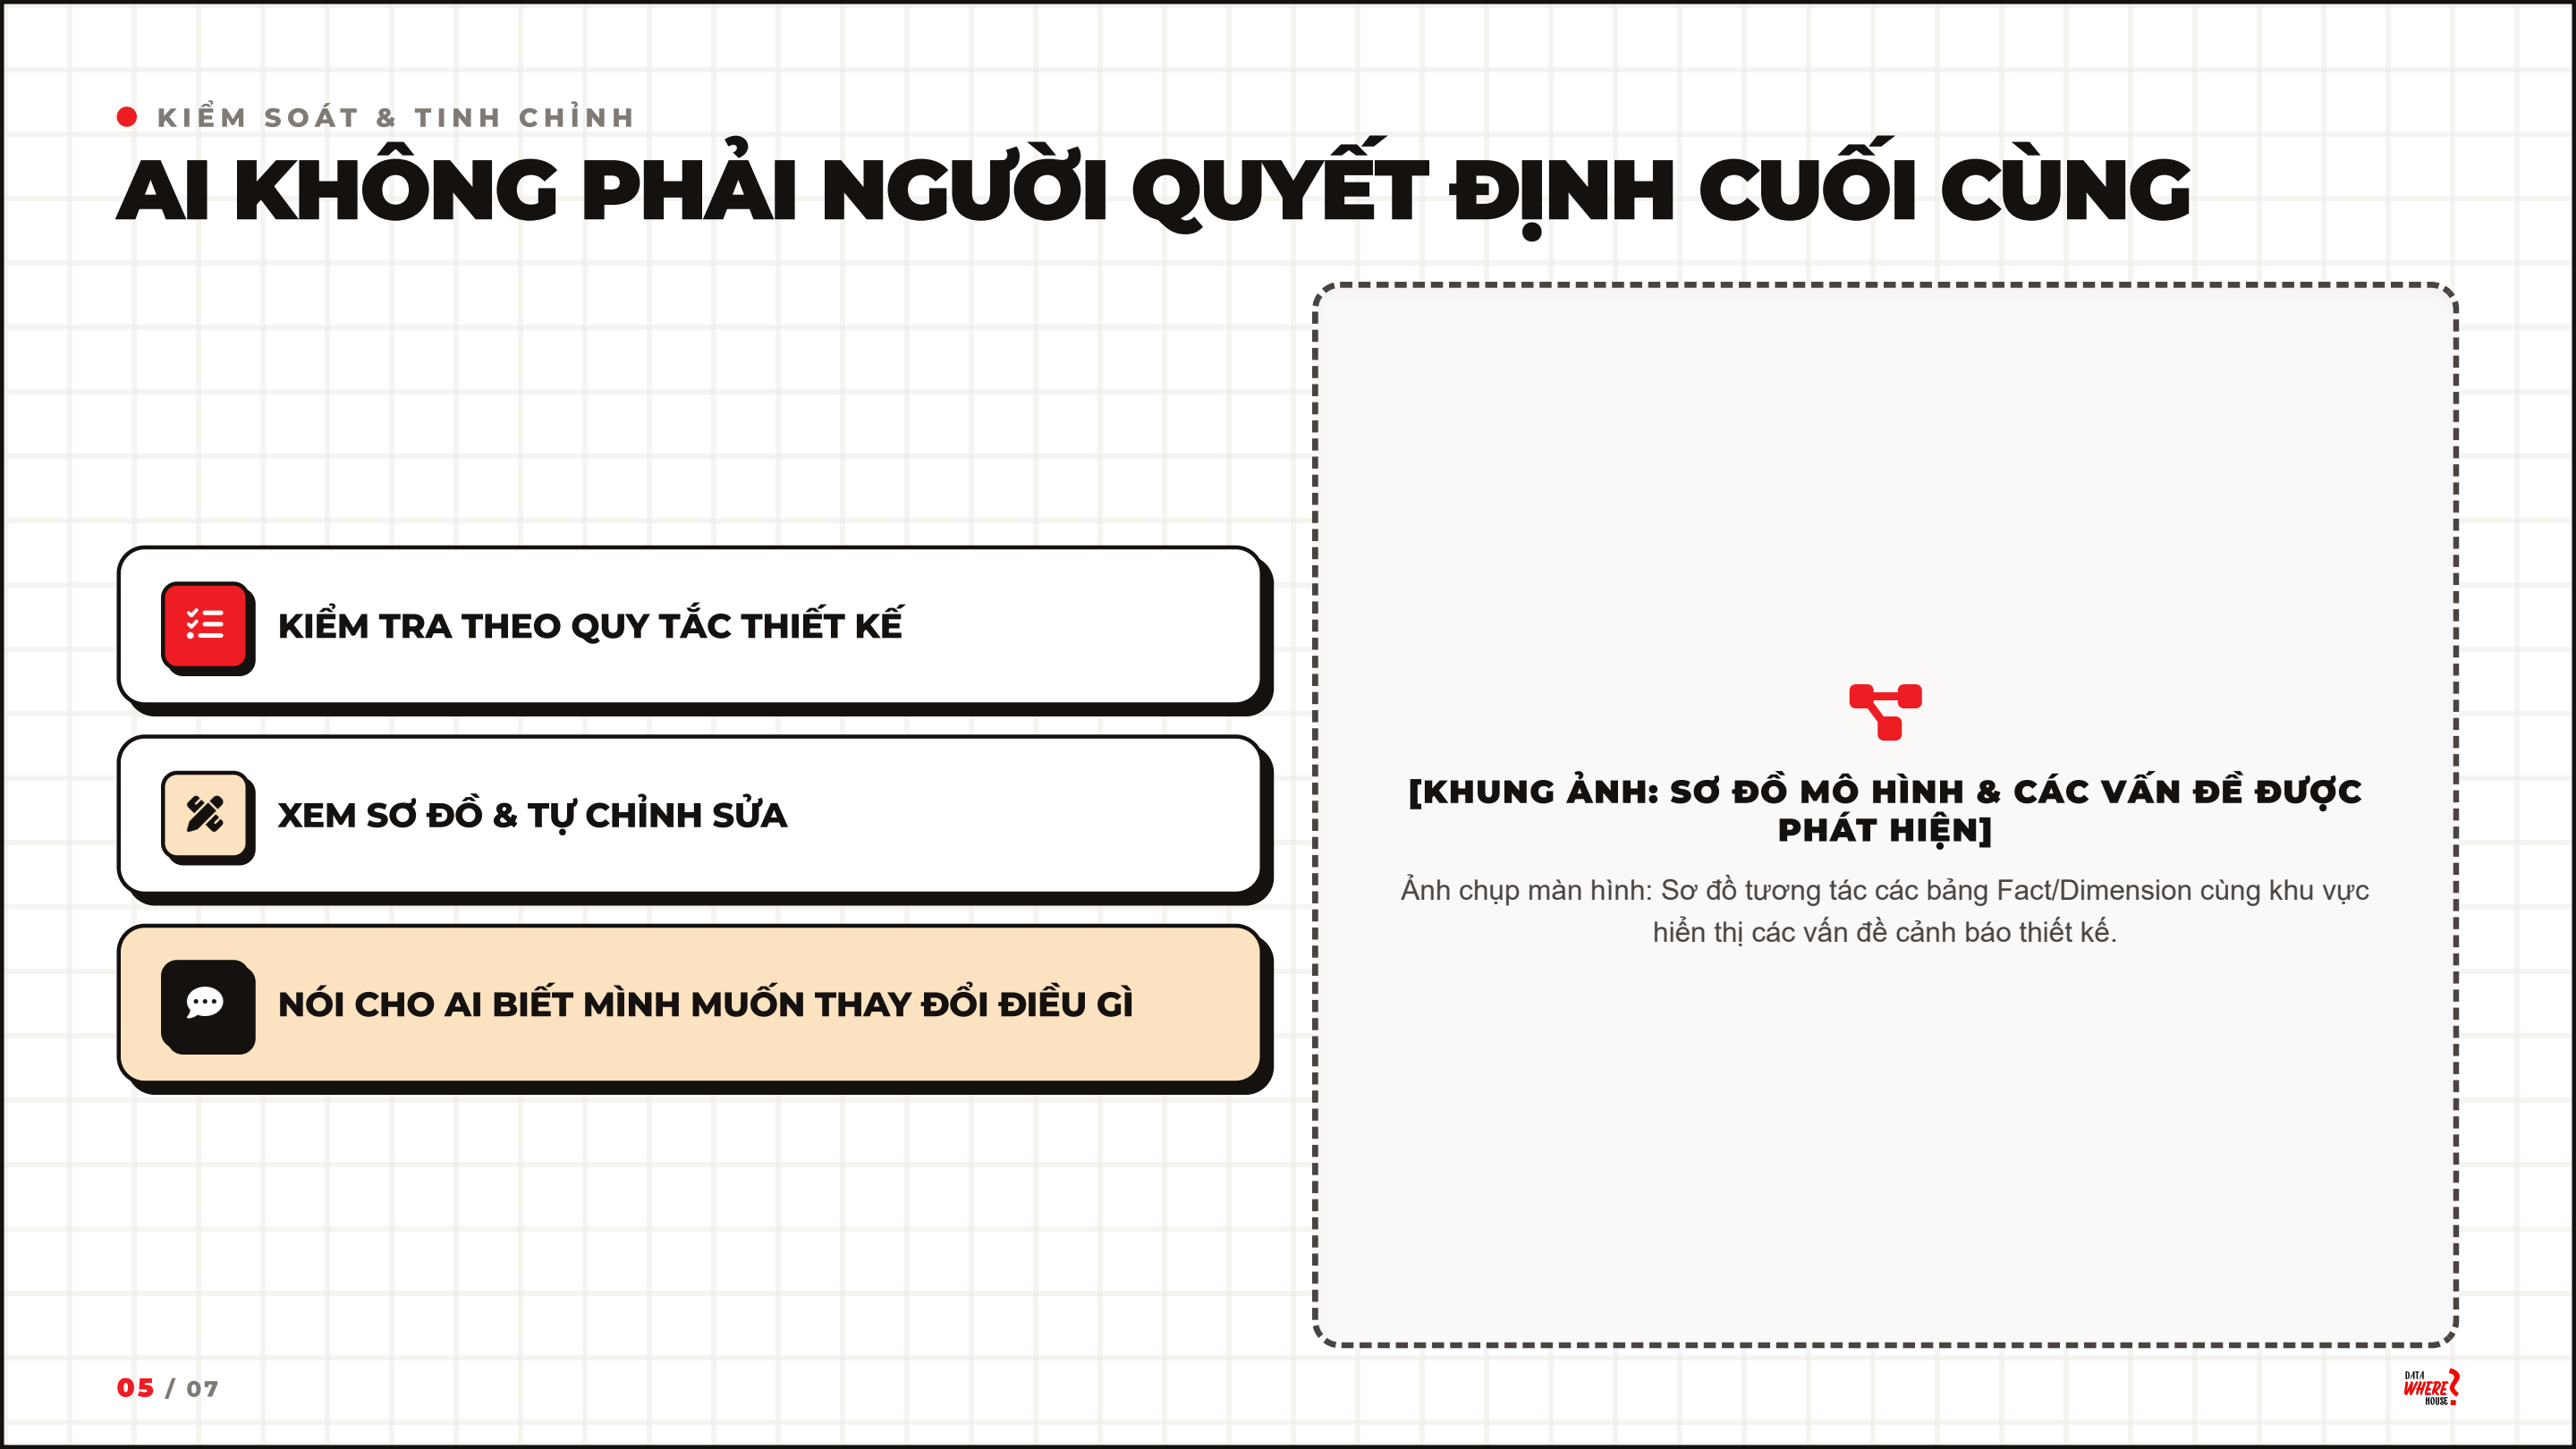 KIỂM SOÁT & TINH CHỈNH
AI KHÔNG PHẢI NGƯỜI QUYẾT ĐỊNH CUỐI CÙNG
KIỂM TRA THEO QUY TẮC THIẾT KẾ
XEM SƠ ĐỒ & TỰ CHỈNH SỬA
NÓI CHO AI BIẾT MÌNH MUỐN THAY ĐỔI ĐIỀU GÌ
[KHUNG ẢNH: SƠ ĐỒ MÔ HÌNH & CÁC VẤN ĐỀ ĐƯỢC
PHÁT HIỆN]
Ảnh chụp màn hình: Sơ đồ tương tác các bảng Fact/Dimension cùng khu vực
hiển thị các vấn đề cảnh báo thiết kế.
05 / 07
DATA
WHERE?
HOUSE